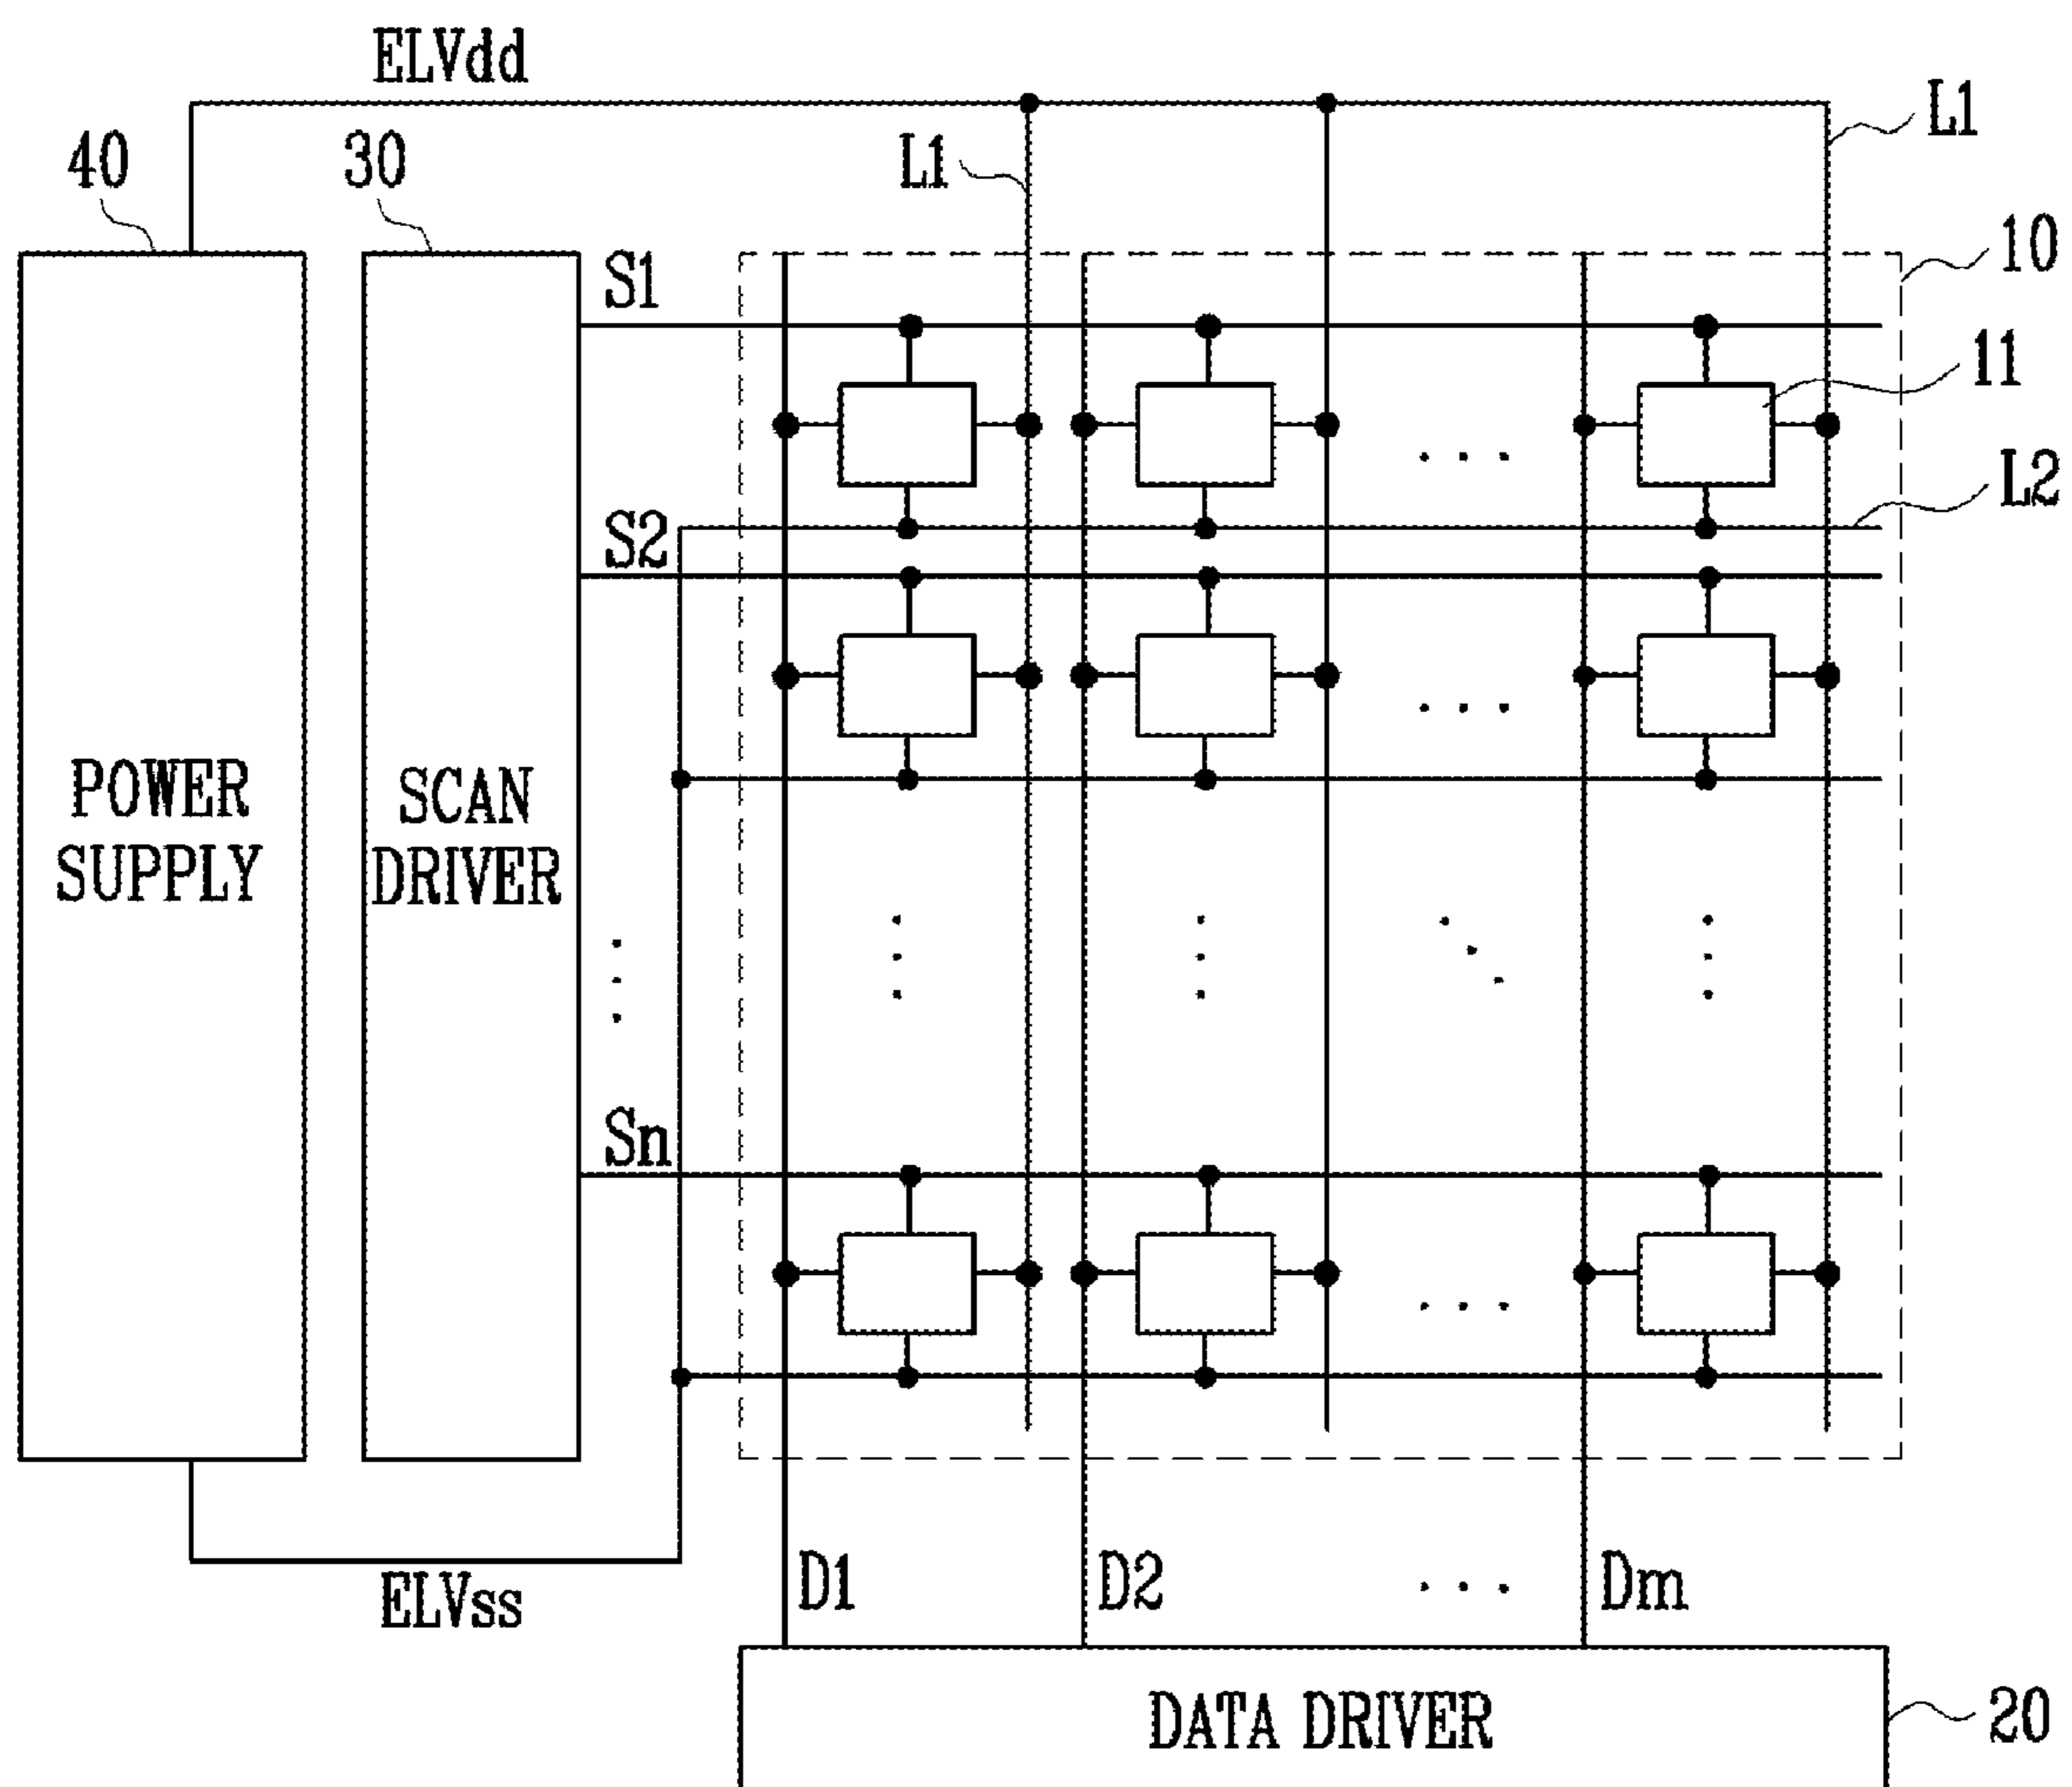 ELVdd
L1
L1
40
30
10
S1
11
L2
S2
POWER
SUPPLY
SCAN
DRIVER
Sn
D1
D2
Dm
ELVss
DATA DRIVER
20